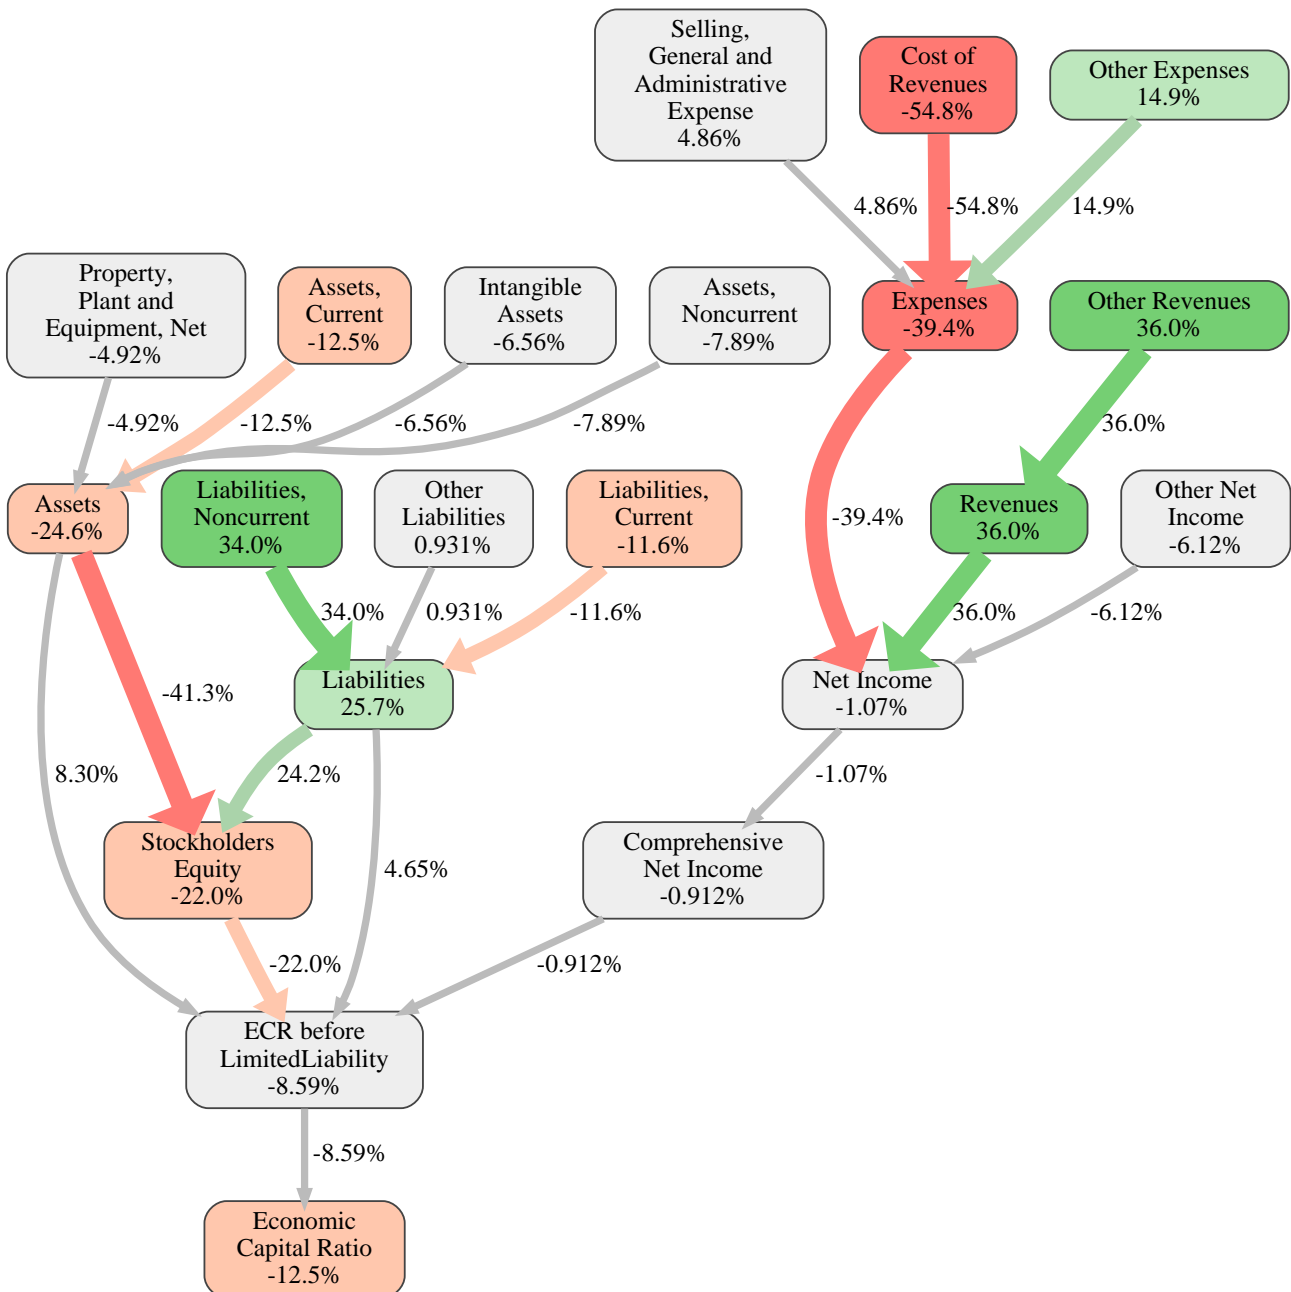 Selling,
General and
Administrative
Expense
4.86%
Cost of
Revenues
-54.8%
Other Expenses
14.9%
4.86%
-54.8%
14.9%
Property,
Plant and
Equipment, Net
-4.92%
Assets,
Current
-12.5%
Intangible
Assets
-6.56%
Assets,
Noncurrent
-7.89%
Expenses
-39.4%
Other Revenues
36.0%
-4.92%
-12.5%
-6.56%
-7.89%
36.0%
Assets
-24.6%
Liabilities,
Noncurrent
34.0%
Other
Liabilities
0.931%
Liabilities,
Current
-11.6%
-39.4%
Revenues
36.0%
Other Net
Income
-6.12%
34.0%
0.931%
-11.6%
36.0%
-6.12%
-41.3%
Liabilities
25.7%
Net Income
-1.07%
8.30%
24.2%
-1.07%
Stockholders
Equity
-22.0%
4.65%
Comprehensive
Net Income
-0.912%
-22.0%
-0.912%
ECR before
LimitedLiability
-8.59%
-8.59%
Economic
Capital Ratio
-12.5%